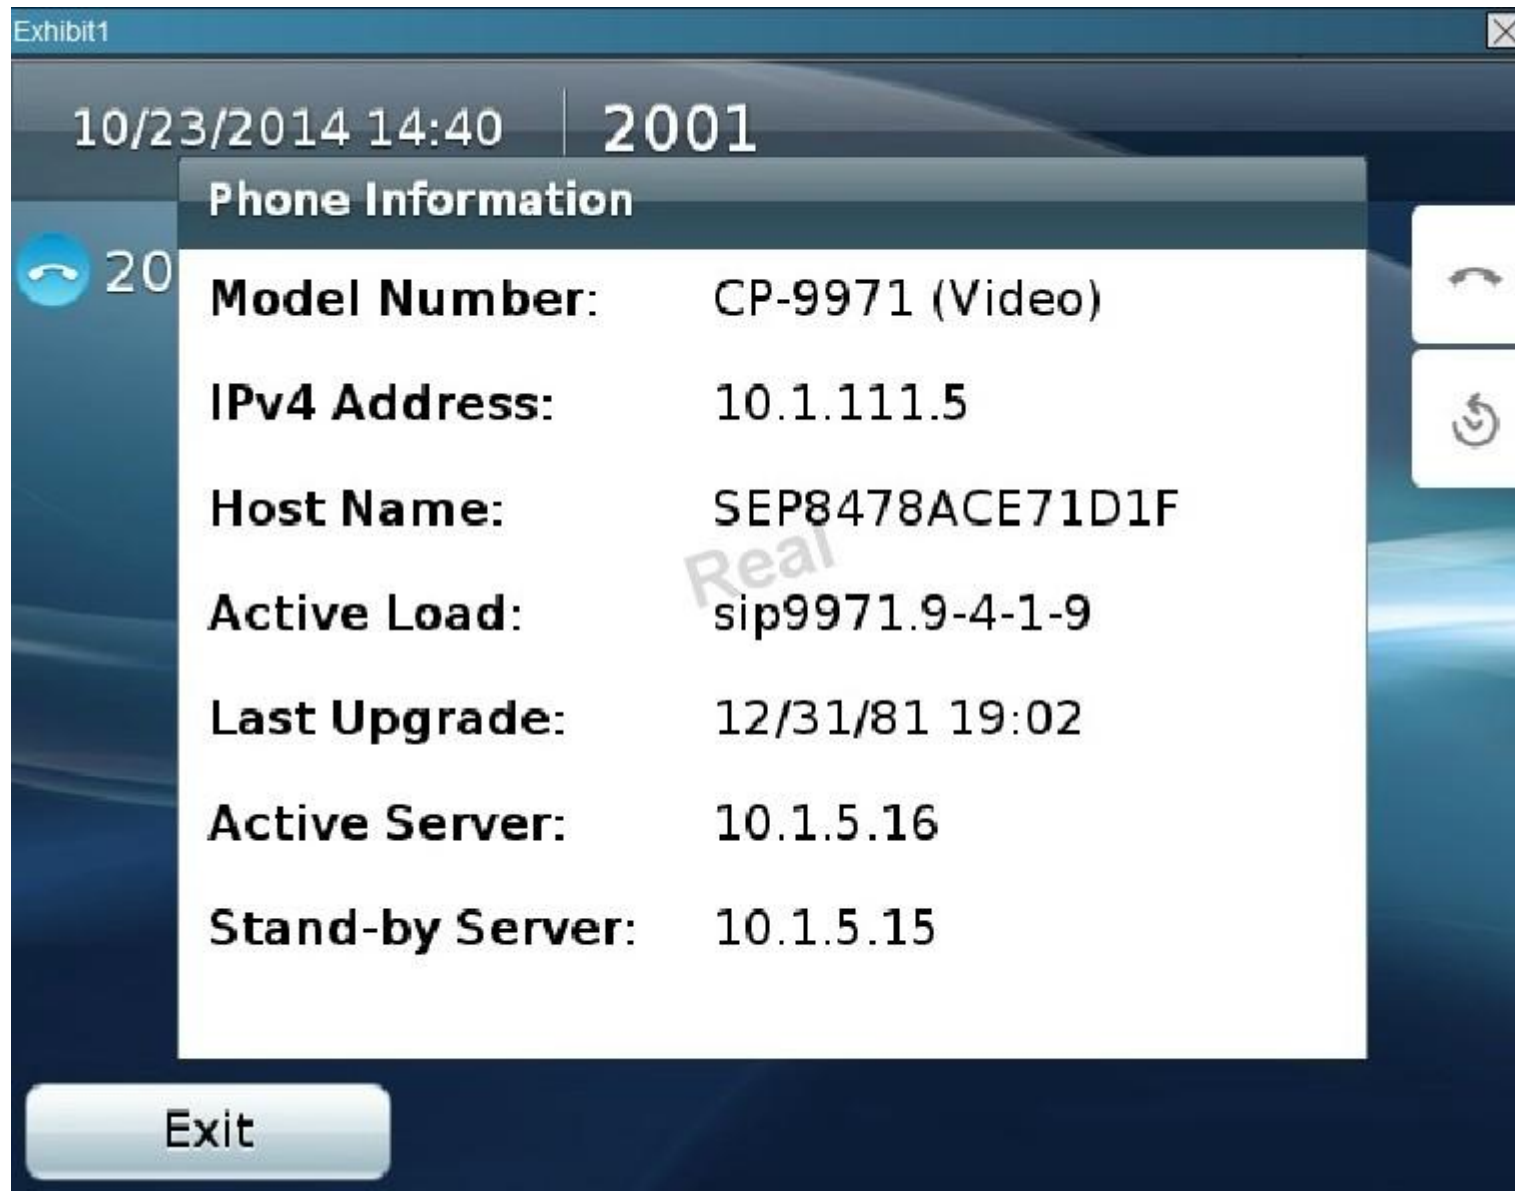 Exhibit1
10/23/2014 14:40 2001
Phone Information
20
Model Number: CP-9971 (Video)
IPv4 Address: 10.1.111.5
Host Name: SEP8478ACE71D1F
Real
Active Load: sip9971.9-4-1-9
Last Upgrade: 12/31/81 19:02
Active Server: 10.1.5.16
Stand-by Server: 10.1.5.15
Exit